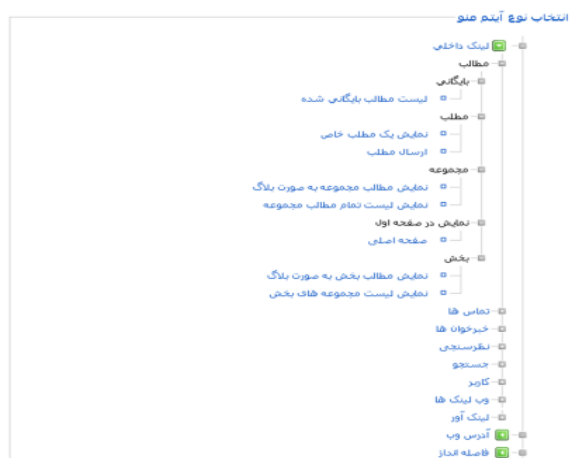 انتخاب نوع آیتم منو
لینک داخلی
مطالب
بایگانی
لیست مطالب بایگانی شده
مطلب
نمایش یک مطلب خاص
ارسال مطلب
مجموعه
نمایش مطالب مجموعه به صورت بلاگ
نمایش لیست تمام مطالب مجموعه
نمایش در صفحه اول
صفحه اصلی
بخش
نمایش مطالب بخش به صورت بلاگ
نمایش لیست مجموعه های بخش
تماس ها
خبرخوان ها
نظرسنجی
جستجو
کاربر
وب لینک ها
لینک آور
آدرس وب
فاصله انداز